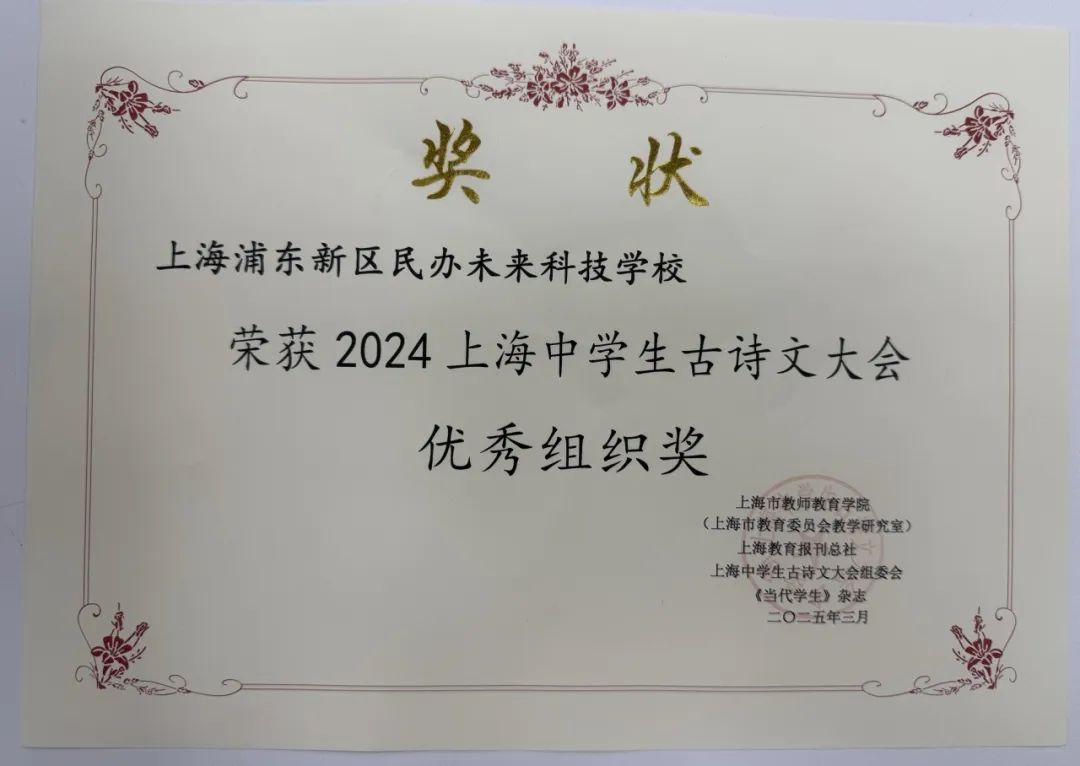 奖 状
上海浦东新区民办未来科技学校
荣获 2024 上海中学生古诗文大会
优秀组织奖
上海市教师教育学院
（上海市教育委员会教学研究室）
上海教育报刊总社
上海中学生古诗文大会组委会
《当代学生》杂志
二〇二五年三月